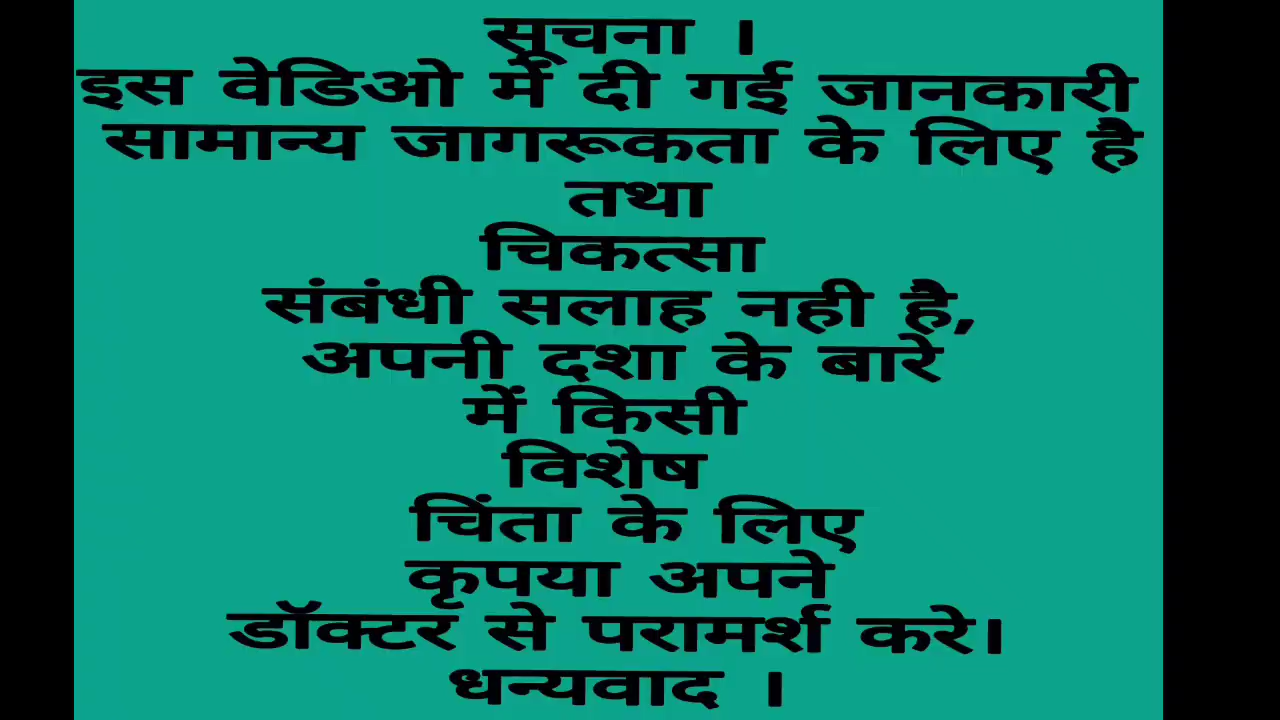 सूचना ।
इस वेडिओ में दी गई जानकारी
सामान्य जागरूकता के लिए है
तथा
चिकत्सा
संबंधी सलाह नही है,
अपनी दशा के बारे
में किसी
विशेष
चिंता के लिए
कृपया अपने
डॉक्टर से परामर्श करे।
धन्यवाद ।